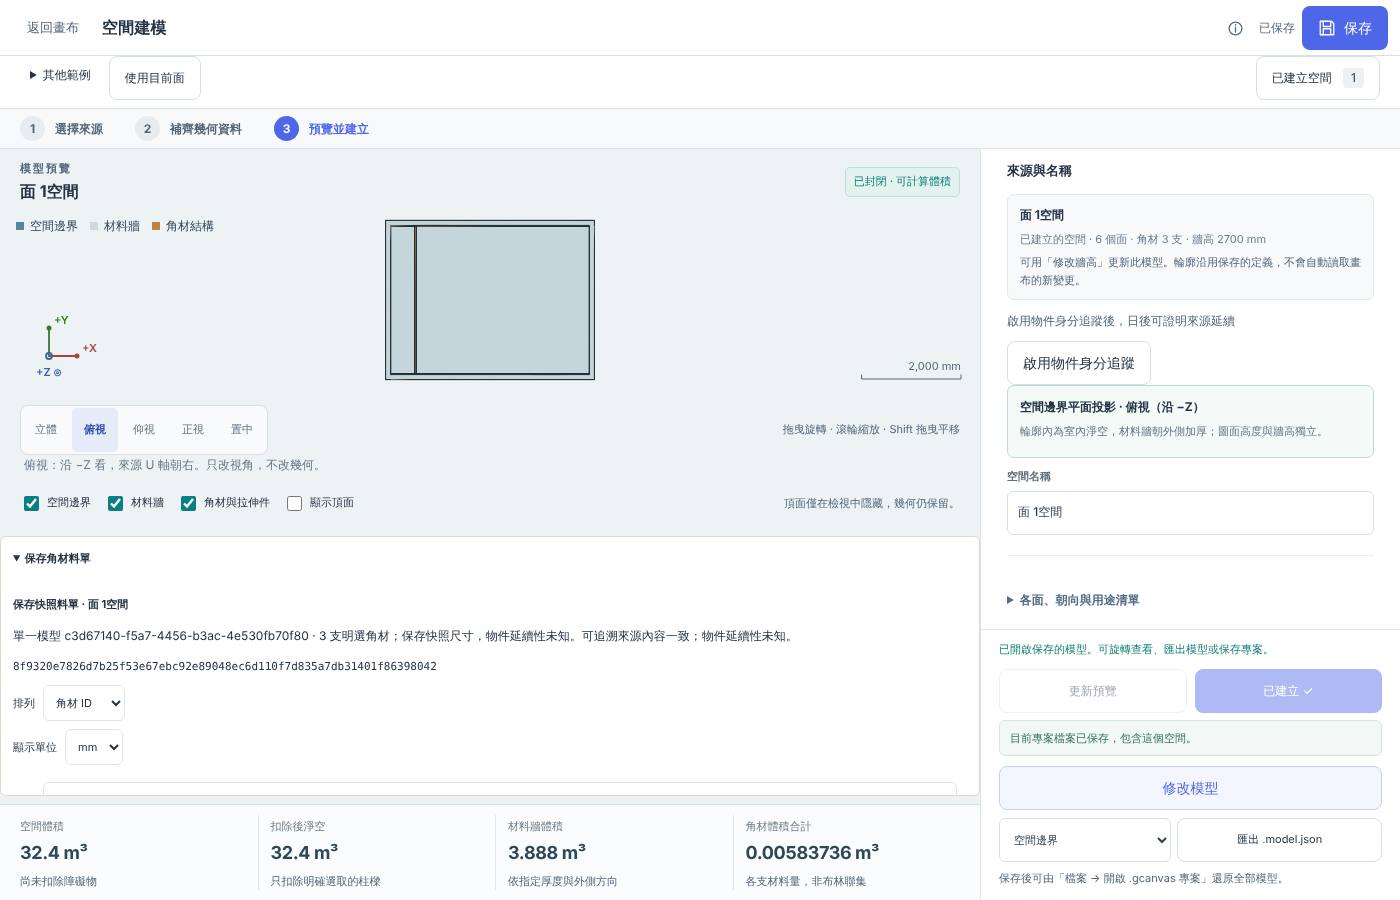 返回畫布
空間建模
已保存
保存
其他範例
使用目前面
已建立空間 1
1 選擇來源
2 補齊幾何資料
3 預覽並建立
模型預覽
面 1空間
已封閉 · 可計算體積
空間邊界
材料牆
角材結構
+Y
+X
+Z
2,000 mm
立體
俯視
仰視
正視
置中
拖曳旋轉 · 滾輪縮放 · Shift 拖曳平移
俯視：沿 −Z 看，來源 U 軸朝右。只改視角，不改幾何。
空間邊界
材料牆
角材與拉伸件
顯示頂面
頂面僅在檢視中隱藏，幾何仍保留。
保存角材料單
保存快照料單 · 面 1空間
單一模型 c3d67140-f5a7-4456-b3ac-4e530fb70f80 · 3 支明選角材；保存快照尺寸，物件延續性未知。可追溯來源內容一致；物件延續性未知。
8f9320e7826d7b25f53e67ebc92e89048ec6d110f7d835a7db31401f86398042
排列 角材 ID
顯示單位 mm
空間體積
32.4 m³
尚未扣除障礙物
扣除後淨空
32.4 m³
只扣除明確選取的柱樑
材料牆體積
3.888 m³
依指定厚度與外側方向
角材體積合計
0.00583736 m³
各支材料量，非布林聯集
來源與名稱
面 1空間
已建立的空間 · 6 個面 · 角材 3 支 · 牆高 2700 mm
可用「修改牆高」更新此模型。輪廓沿用保存的定義，不會自動讀取畫
布的新變更。
啟用物件身分追蹤後，日後可證明來源延續
啟用物件身分追蹤
空間邊界平面投影 · 俯視（沿 −Z）
輪廓內為室內淨空，材料牆朝外側加厚；圖面高度與牆高獨立。
空間名稱
面 1空間
各面、朝向與用途清單
已開啟保存的模型。可旋轉查看、匯出模型或保存專案。
更新預覽
已建立 ✓
目前專案檔案已保存，包含這個空間。
修改模型
空間邊界
匯出 .model.json
保存後可由「檔案 → 開啟 .gcanvas 專案」還原全部模型。